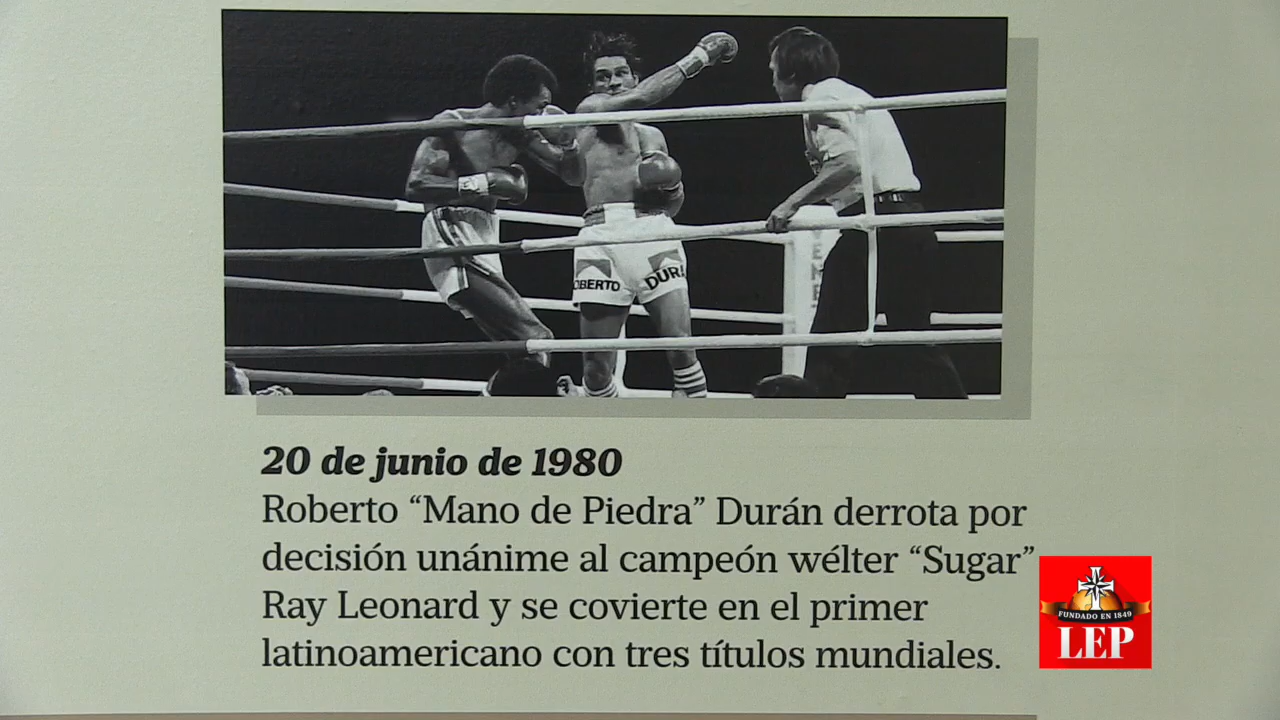 OBERTO
DURÁ
20 de junio de 1980
Roberto “Mano de Piedra” Durán derrota por
decisión unánime al campeón wélter “Sugar”
Ray Leonard y se covierte en el primer
latinoamericano con tres títulos mundiales.
FUNDADO EN 1849
LEP